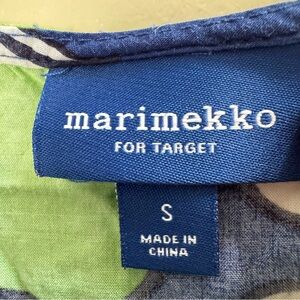 marimekko
FOR TARGET
S
MADE IN
CHINA